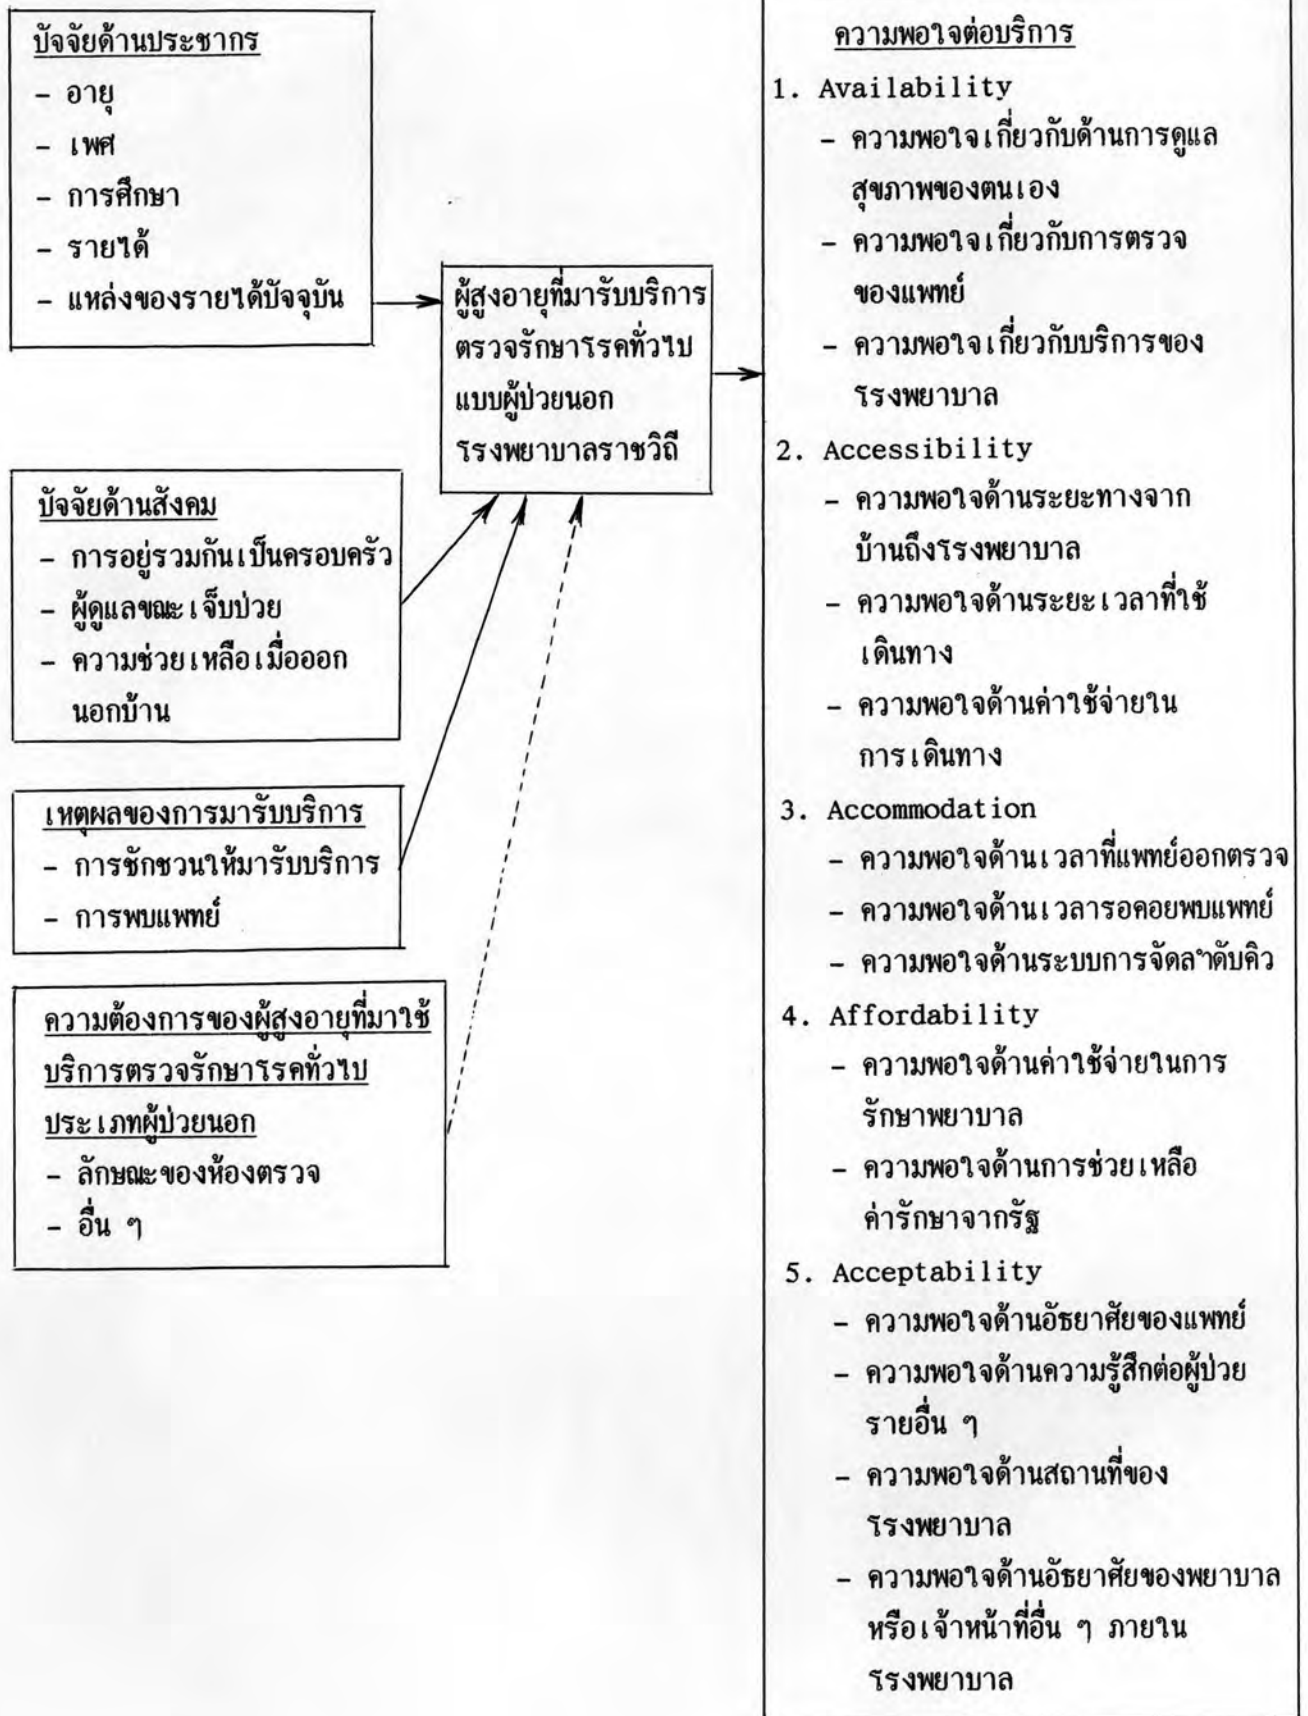 ปัจจัยด้านประชากร
- อายุ
- เพศ
- การศึกษา
- รายได้
- แหล่งของรายได้ปัจจุบัน
ปัจจัยด้านสังคม
- การอยู่รวมกันเป็นครอบครัว
- ผู้ดูแลขณะเจ็บป่วย
- ความช่วยเหลือเมื่อออก
นอกบ้าน
เหตุผลของการมารับบริการ
- การชักชวนให้มารับบริการ
- การพบแพทย์
ความต้องการของผู้สูงอายุที่มาใช้
บริการตรวจรักษาโรคทั่วไป
ประเภทผู้ป่วยนอก
- ลักษณะของห้องตรวจ
- อื่น ๆ
ผู้สูงอายุที่มารับบริการ
ตรวจรักษาโรคทั่วไป
แบบผู้ป่วยนอก
โรงพยาบาลราชวิถี
ความพอใจต่อบริการ
1. Availability
- ความพอใจเกี่ยวกับด้านการดูแล
สุขภาพของตนเอง
- ความพอใจเกี่ยวกับการตรวจ
ของแพทย์
- ความพอใจเกี่ยวกับบริการของ
โรงพยาบาล
2. Accessibility
- ความพอใจด้านระยะทางจาก
บ้านถึงโรงพยาบาล
- ความพอใจด้านระยะเวลาที่ใช้
เดินทาง
- ความพอใจด้านค่าใช้จ่ายใน
การเดินทาง
3. Accommodation
- ความพอใจด้านเวลาที่แพทย์ออกตรวจ
- ความพอใจด้านเวลารอคอยพบแพทย์
- ความพอใจด้านระบบการจัดลำดับคิว
4. Affordability
- ความพอใจด้านค่าใช้จ่ายในการ
รักษาพยาบาล
- ความพอใจด้านการช่วยเหลือ
ค่ารักษาจากรัฐ
5. Acceptability
- ความพอใจด้านอัธยาศัยของแพทย์
- ความพอใจด้านความรู้สึกต่อผู้ป่วย
รายอื่น ๆ
- ความพอใจด้านสถานที่ของ
โรงพยาบาล
- ความพอใจด้านอัธยาศัยของพยาบาล
หรือเจ้าหน้าที่อื่น ๆ ภายใน
โรงพยาบาล